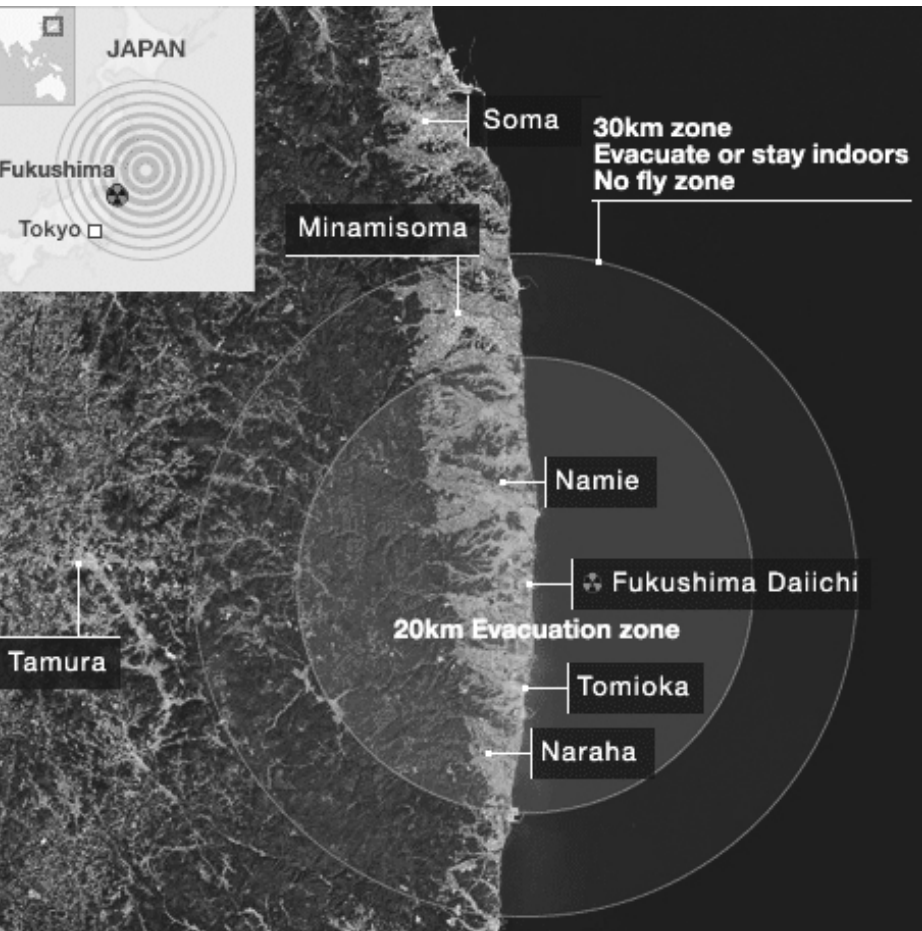 JAPAN
Fukushima
Tokyo
Soma
30km zone
Evacuate or stay indoors
No fly zone
Minamisoma
Namie
Fukushima Daiichi
20km Evacuation zone
Tamura
Tomioka
Naraha